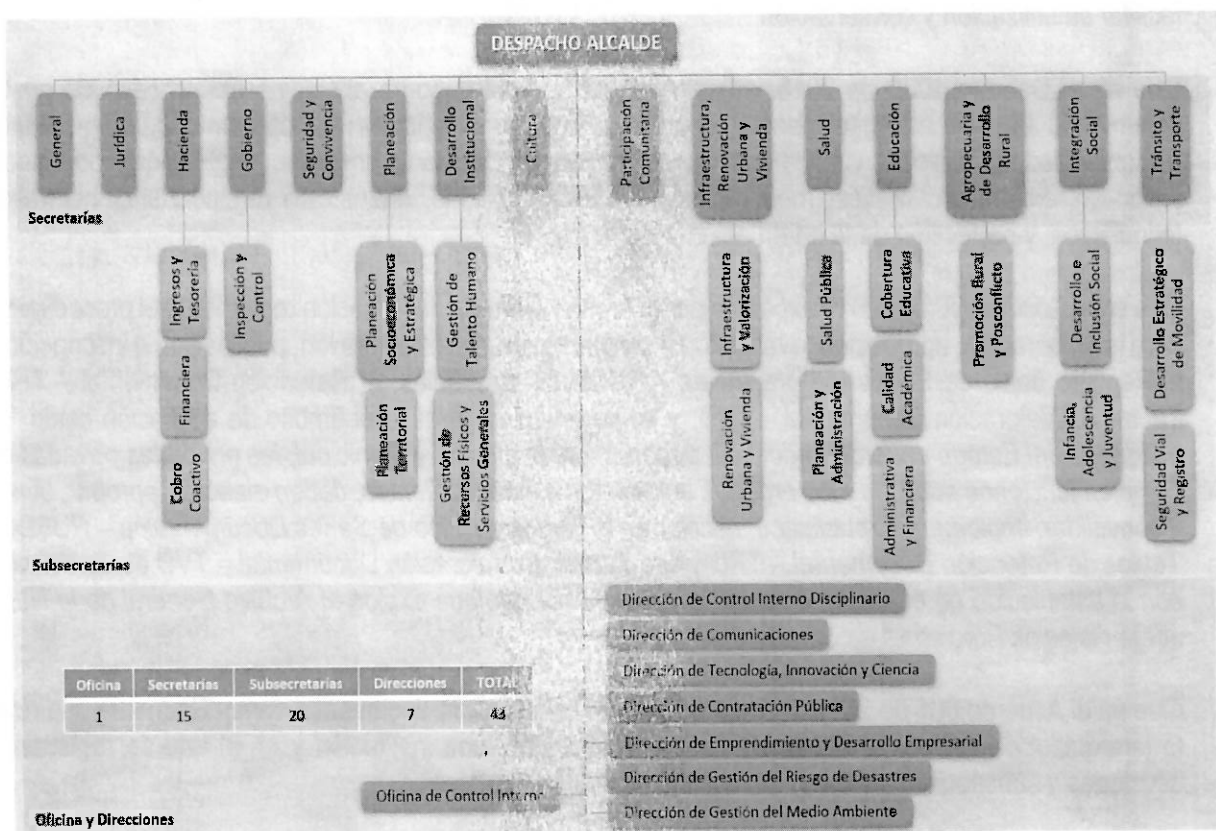 DESPACHO ALCALDE
General
Jurídica
Hacienda
Gobierno
Seguridad y
Convivencia
Planeación
Desarrollo
Institucional
Cultura
Participación
Comunitaria
Infraestructura,
Renovación
Urbana y
Vivienda
Salud
Educación
Agropecuaria y
de Desarrollo
Rural
Integración
Social
Tránsito y
Transporte
Secretarías
Ingresos y
Tesorería
Financiera
Cobro
Coactivo
Inspección y
Control
Planeación
Socioeconómica
y Estratégica
Planeación
Territorial
Gestión de
Talento Humano
Gestión de
Recursos Físicos y
Servicios Generales
Infraestructura
y Valorización
Renovación
Urbana y Vivienda
Salud Pública
Planeación y
Administración
Cobertura
Educativa
Calidad
Académica
Administrativa
y Financiera
Promoción Rural
y Posconflicto
Desarrollo e
Inclusión Social
Infancia,
Adolescencia
y Juventud
Desarrollo Estratégico
de Movilidad
Seguridad Vial
y Registro
Subsecretarías
Dirección de Control Interno Disciplinario
Dirección de Comunicaciones
Dirección de Tecnología, Innovación y Ciencia
Dirección de Contratación Pública
Dirección de Emprendimiento y Desarrollo Empresarial
Dirección de Gestión del Riesgo de Desastres
Dirección de Gestión del Medio Ambiente
Oficina Secretarias Subsecretarias Direcciones TOTAL
1 15 20 7 43
Oficina de Control Interno
Oficina y Direcciones